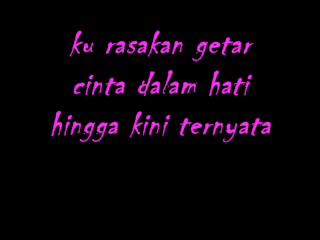 ku rasakan getar
cinta dalam hati
hingga kini ternyata